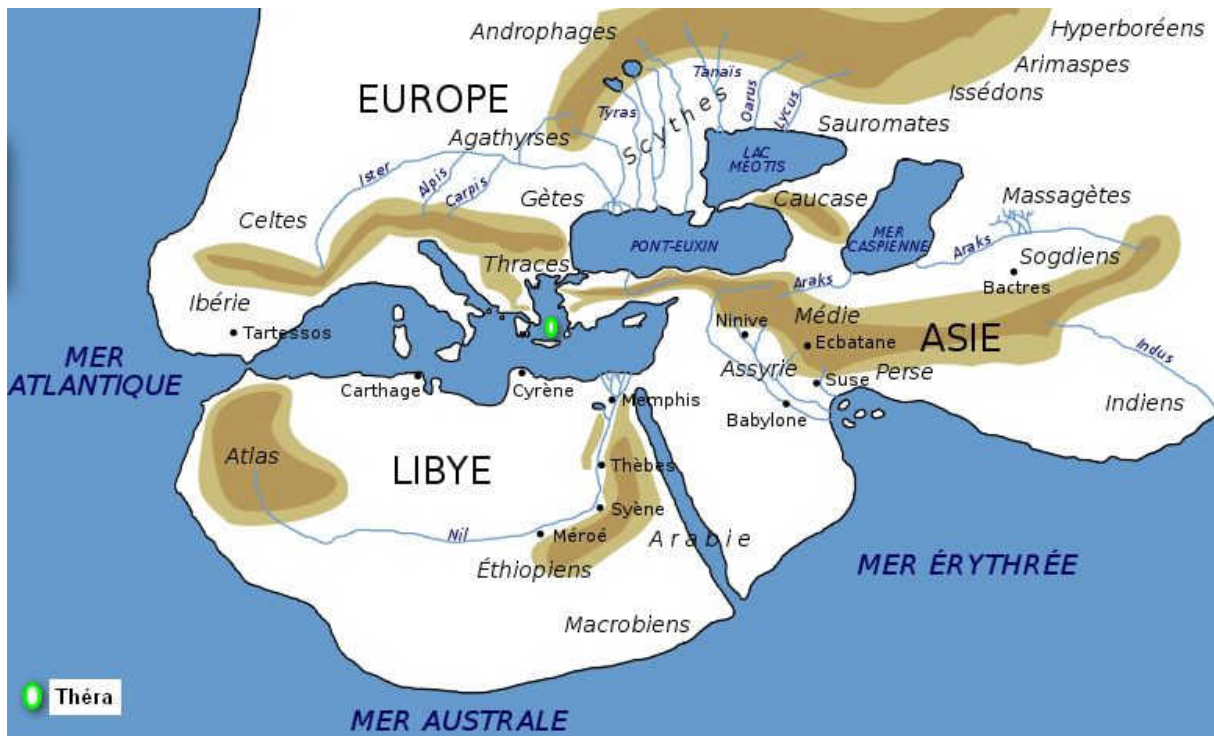 Hyperboréens
Androphages
Arimaspes
Tanaïs
Issédons
EUROPE
Oarus
Lycus
Tyras
Scythes
Sauromates
Agathyrses
LAC
MÉOTIS
Ister
Alpis
Carpis
Gètes
Caucase
Massagètes
Celtes
PONT-EUXIN
MER
CASPIENNE
Araks
Sogdiens
Thraces
Araks
Bactres
Ibérie
Ninive
Médie
Tartessos
Ecbatane
ASIE
Indus
MER
ATLANTIQUE
Assyrie
Suse
Perse
Carthage
Cyrène
Memphis
Babylone
Indiens
Atlas
LIBYE
Thèbes
Syène
Nil
Méroé
Arabie
Éthiopiens
MER ÉRYTHRÉE
Macrobiens
Théra
MER AUSTRALE